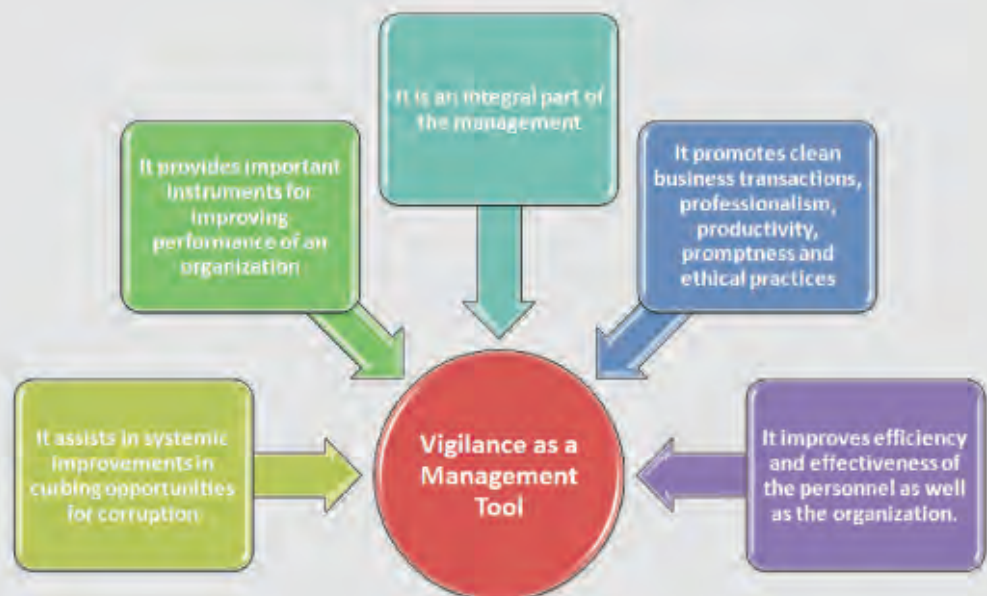 It is an integral part of
the management
It provides important
instruments for
improving
performance of an
organization
It promotes clean
business transactions,
professionalism,
productivity,
promptness and
ethical practices
It assists in systemic
improvements in
curbing opportunities
for corruption
Vigilance as a
Management
Tool
It improves efficiency
and effectiveness of
the personnel as well
as the organization.